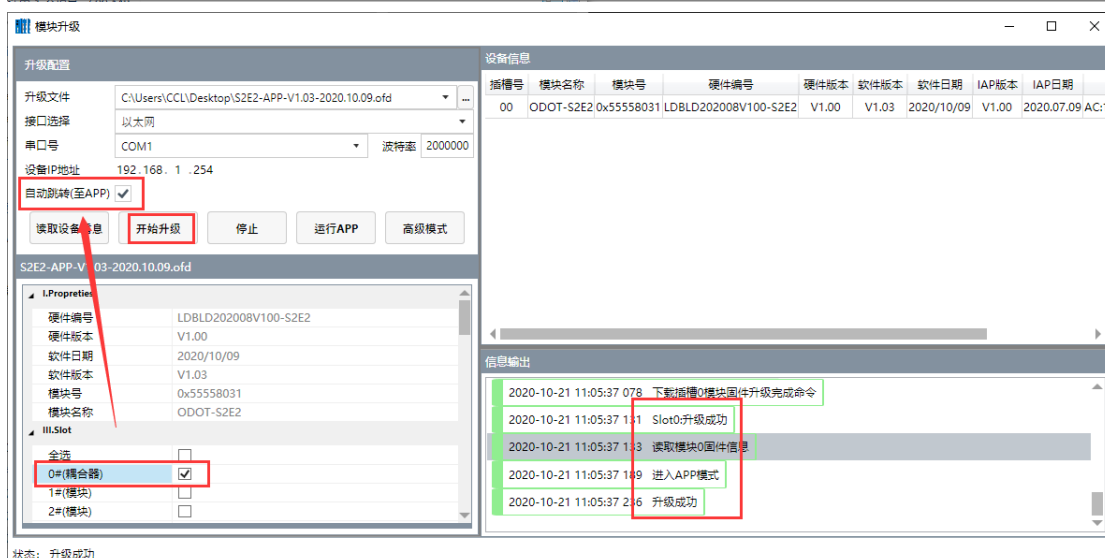 模块升级
升级配置
升级文件 C:\Users\CCL\Desktop\S2E2-APP-V1.03-2020.10.09.ofd ...
接口选择 以太网
串口号 COM1 波特率 2000000
设备IP地址 192.168. 1 .254
自动跳转(至APP)
读取设备信息 开始升级 停止 运行APP 高级模式
S2E2-APP-V1.03-2020.10.09.ofd
I.Propreties
硬件编号 LDBLD202008V100-S2E2
硬件版本 V1.00
软件日期 2020/10/09
软件版本 V1.03
模块号 0x55558031
模块名称 ODOT-S2E2
III.Slot
全选
0#(耦合器)
1#(模块)
2#(模块)
设备信息
插槽号 模块名称 模块号 硬件编号 硬件版本 软件版本 软件日期 IAP版本 IAP日期
00 ODOT-S2E2 0x55558031 LDBLD202008V100-S2E2 V1.00 V1.03 2020/10/09 V1.00 2020.07.09 AC:
信息输出
2020-10-21 11:05:37 078 下载插槽0模块固件升级完成命令
2020-10-21 11:05:37 131 Slot0:升级成功
2020-10-21 11:05:37 133 读取模块0固件信息
2020-10-21 11:05:37 189 进入APP模式
2020-10-21 11:05:37 236 升级成功
状态: 升级成功